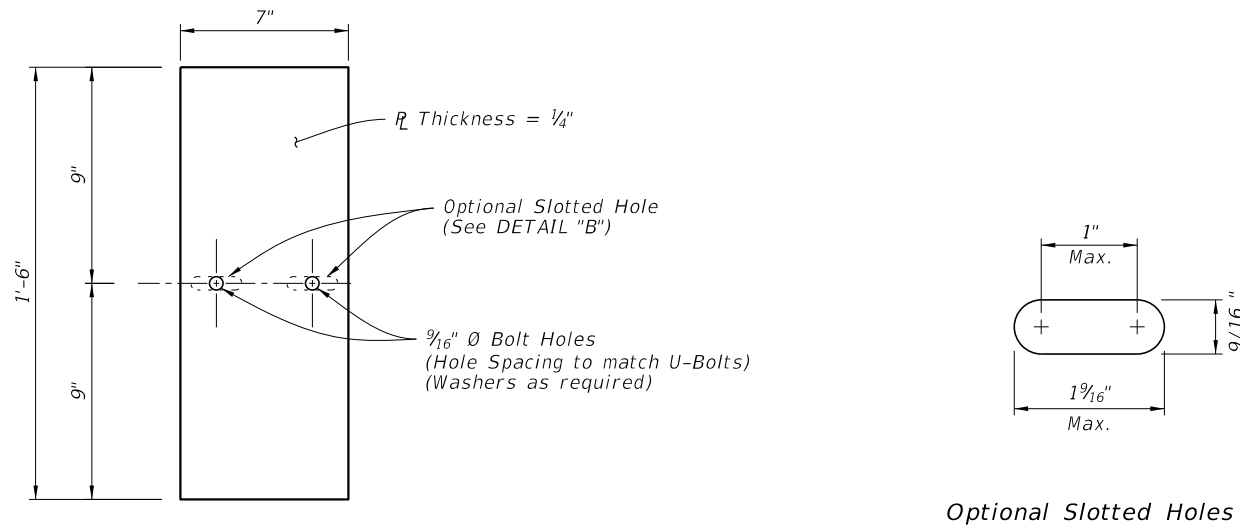 7"
℄ Thickness = ¼"
9"
Optional Slotted Hole
(See DETAIL "B")
1'-6"
9/16" Ø Bolt Holes
(Hole Spacing to match U-Bolts)
(Washers as required)
9"
1"
Max.
9/16 "
1 9/16"
Max.
Optional Slotted Holes